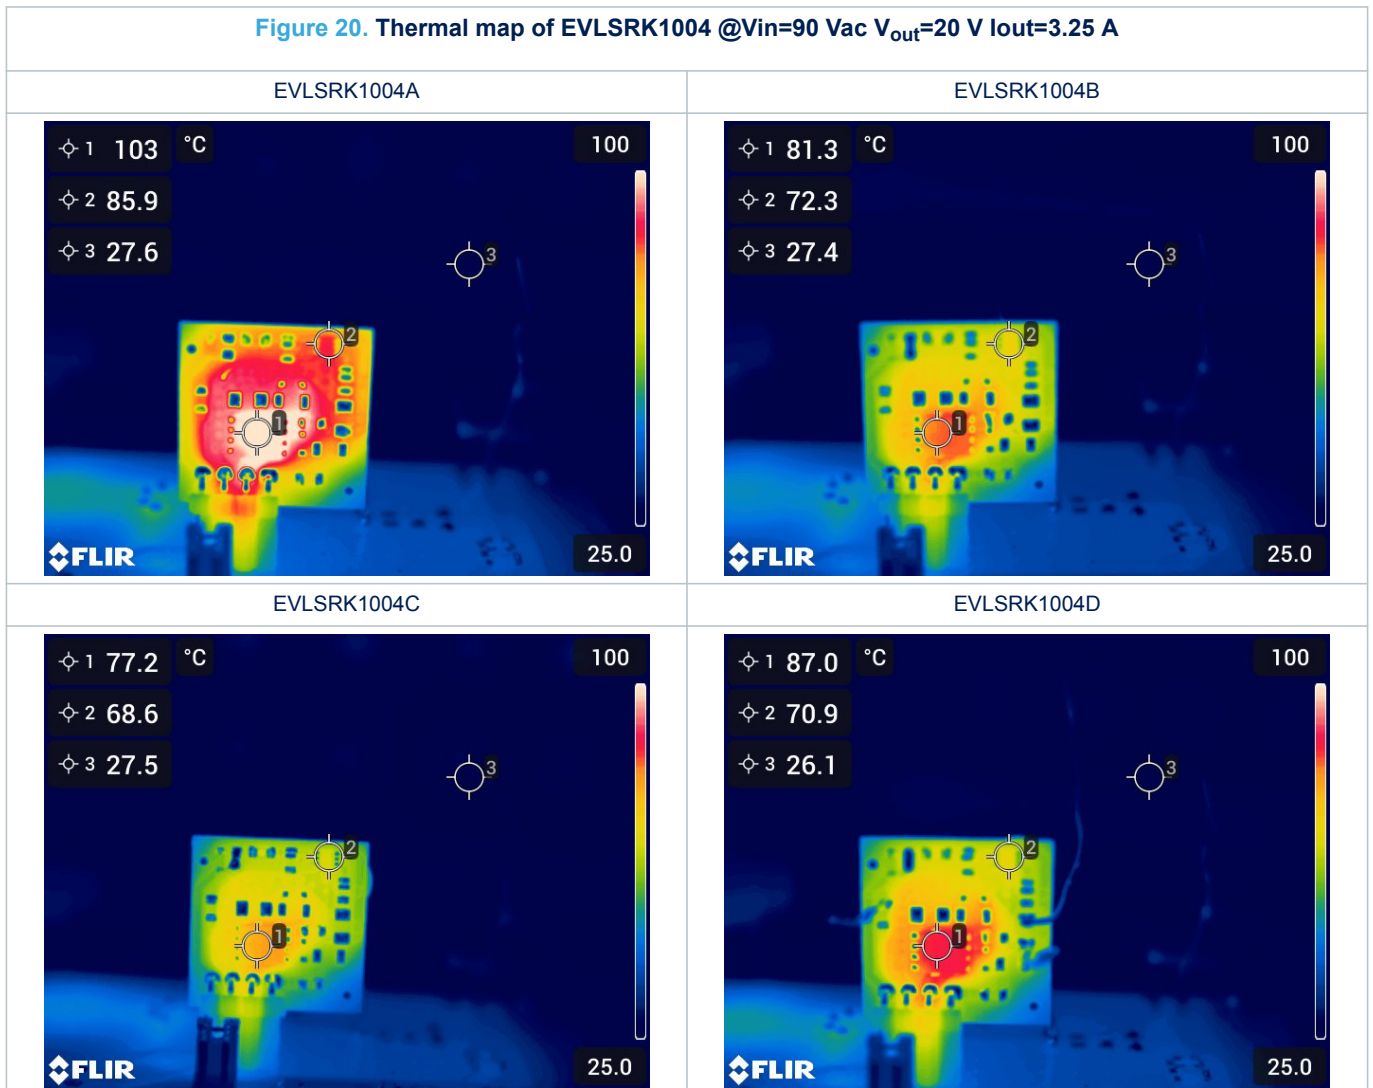 Figure 20. Thermal map of EVLSRK1004 @Vin=90 Vac Vout=20 V Iout=3.25 A
EVLSRK1004A
EVLSRK1004B
1 103 °C
100
2 85.9
3 27.6
3
2
1
FLIR
25.0
1 81.3 °C
100
2 72.3
3 27.4
3
2
1
FLIR
25.0
EVLSRK1004C
EVLSRK1004D
1 77.2 °C
100
2 68.6
3 27.5
3
2
1
FLIR
25.0
1 87.0 °C
100
2 70.9
3 26.1
3
2
1
FLIR
25.0